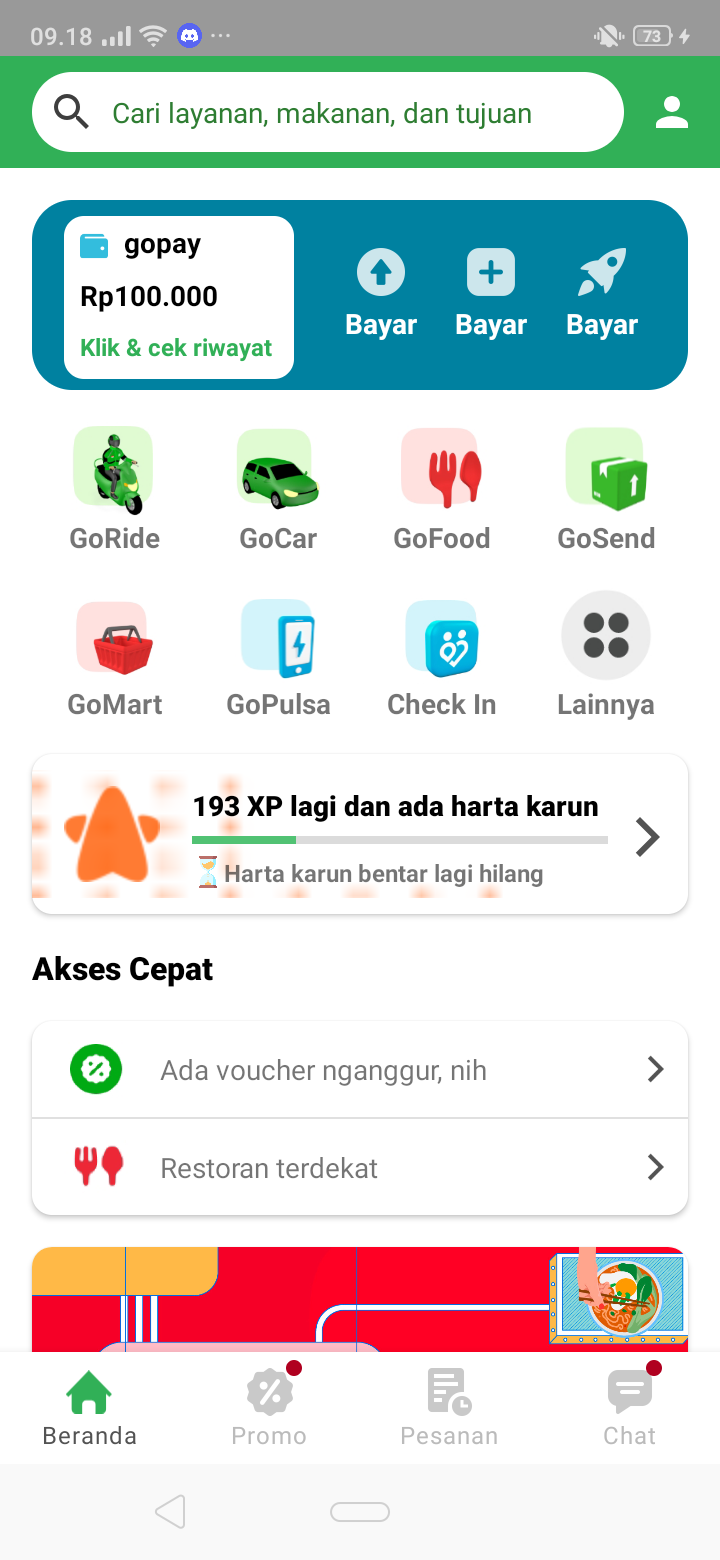 09.18
73
Cari layanan, makanan, dan tujuan
gopay
Rp100.000
Klik & cek riwayat
Bayar Bayar Bayar
GoRide GoCar GoFood GoSend
GoMart GoPulsa Check In Lainnya
193 XP lagi dan ada harta karun
⏳Harta karun bentar lagi hilang
Akses Cepat
Ada voucher nganggur, nih
Restoran terdekat
Beranda Promo Pesanan Chat